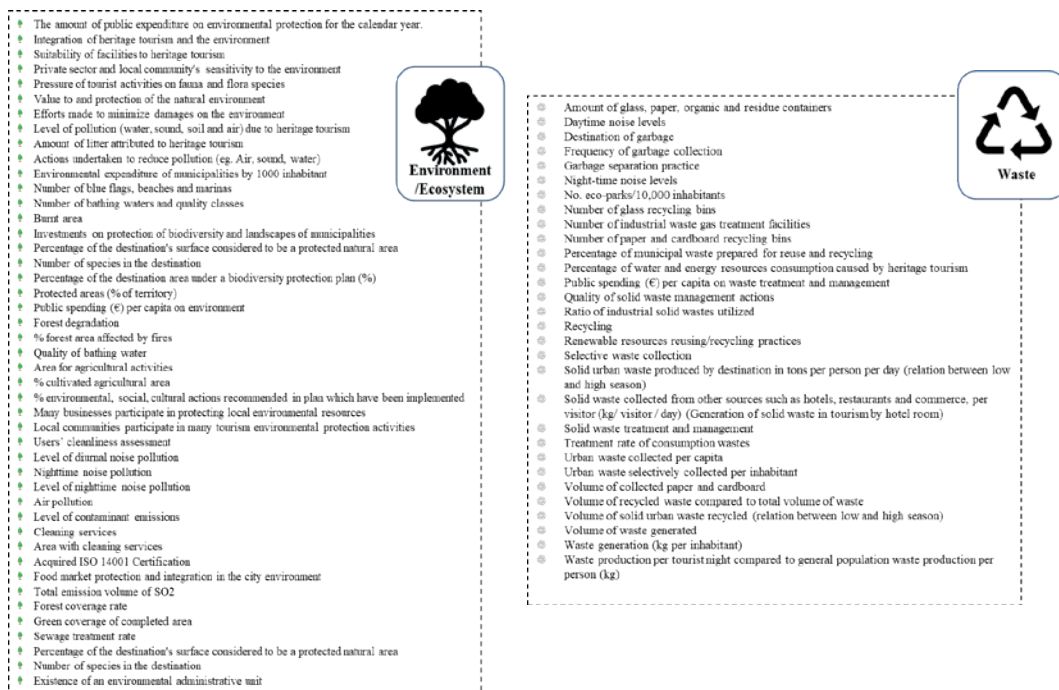 The amount of public expenditure on environmental protection for the calendar year.
Integration of heritage tourism and the environment
Suitability of facilities to heritage tourism
Private sector and local community's sensitivity to the environment
Pressure of tourist activities on fauna and flora species
Value to and protection of the natural environment
Efforts made to minimize damages on the environment
Level of pollution (water, sound, soil and air) due to heritage tourism
Amount of litter attributed to heritage tourism
Actions undertaken to reduce pollution (eg. Air, sound, water)
Environmental expenditure of municipalities by 1000 inhabitant
Number of blue flags, beaches and marinas
Number of bathing waters and quality classes
Burnt area
Investments on protection of biodiversity and landscapes of municipalities
Percentage of the destination's surface considered to be a protected natural area
Number of species in the destination
Percentage of the destination area under a biodiversity protection plan (%)
Protected areas (% of territory)
Public spending (€) per capita on environment
Forest degradation
% forest area affected by fires
Quality of bathing water
Area for agricultural activities
% cultivated agricultural area
% environmental, social, cultural actions recommended in plan which have been implemented
Many businesses participate in protecting local environmental resources
Local communities participate in many tourism environmental protection activities
Users' cleanliness assessment
Level of diurnal noise pollution
Nighttime noise pollution
Level of nighttime noise pollution
Air pollution
Level of contaminant emissions
Cleaning services
Area with cleaning services
Acquired ISO 14001 Certification
Food market protection and integration in the city environment
Total emission volume of SO2
Forest coverage rate
Green coverage of completed area
Sewage treatment rate
Percentage of the destination's surface considered to be a protected natural area
Number of species in the destination
Existence of an environmental administrative unit
Environment
/Ecosystem
Amount of glass, paper, organic and residue containers
Daytime noise levels
Destination of garbage
Frequency of garbage collection
Garbage separation practice
Night-time noise levels
No. eco-parks/10,000 inhabitants
Number of glass recycling bins
Number of industrial waste gas treatment facilities
Number of paper and cardboard recycling bins
Percentage of municipal waste prepared for reuse and recycling
Percentage of water and energy resources consumption caused by heritage tourism
Public spending (€) per capita on waste treatment and management
Quality of solid waste management actions
Ratio of industrial solid wastes utilized
Recycling
Renewable resources reusing/recycling practices
Selective waste collection
Solid urban waste produced by destination in tons per person per day (relation between low
and high season)
Solid waste collected from other sources such as hotels, restaurants and commerce, per
visitor (kg/ visitor / day) (Generation of solid waste in tourism by hotel room)
Solid waste treatment and management
Treatment rate of consumption wastes
Urban waste collected per capita
Urban waste selectively collected per inhabitant
Volume of collected paper and cardboard
Volume of recycled waste compared to total volume of waste
Volume of solid urban waste recycled (relation between low and high season)
Volume of waste generated
Waste generation (kg per inhabitant)
Waste production per tourist night compared to general population waste production per
person (kg)
Waste